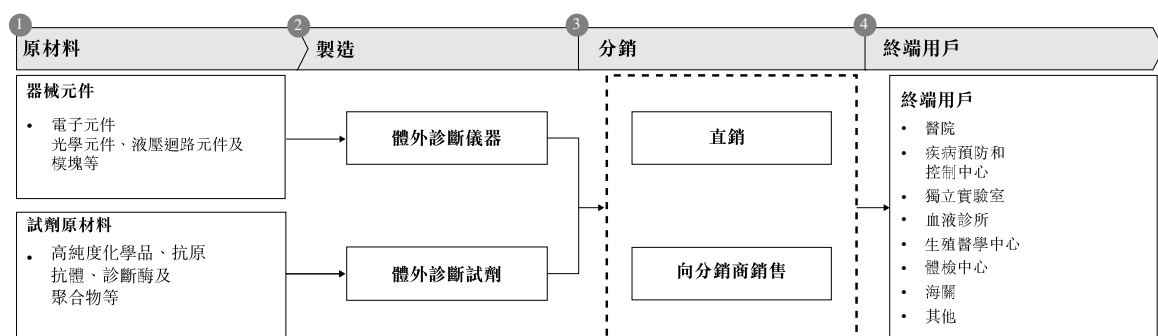 1
2
3
4
原材料
製造
分銷
終端用戶
器械元件
• 電子元件
光學元件、液壓迴路元件及
模塊等
試劑原材料
• 高純度化學品、抗原
抗體、診斷酶及
聚合物等
體外診斷儀器
體外診斷試劑
直銷
向分銷商銷售
終端用戶
• 醫院
• 疾病預防和
控制中心
• 獨立實驗室
• 血液診所
• 生殖醫學中心
• 體檢中心
• 海關
• 其他